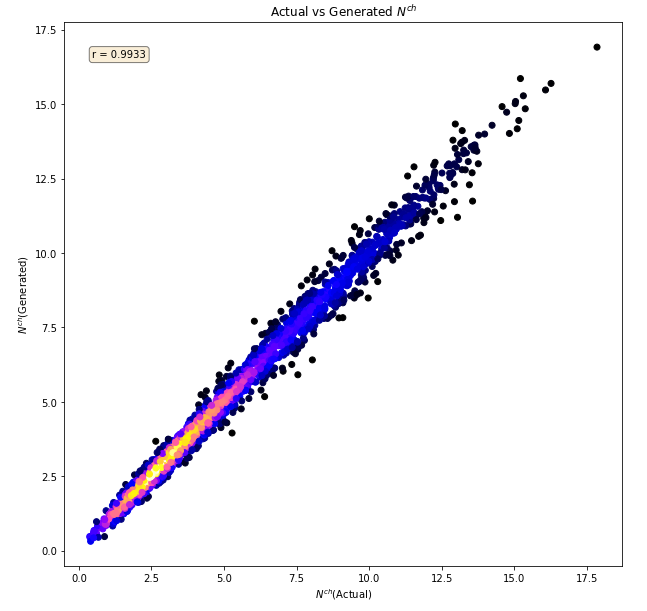 Actual vs Generated N^ch
r = 0.9933
17.5
15.0
12.5
10.0
7.5
5.0
2.5
0.0
N^ch(Generated)
0.0 2.5 5.0 7.5 10.0 12.5 15.0 17.5
N^ch(Actual)